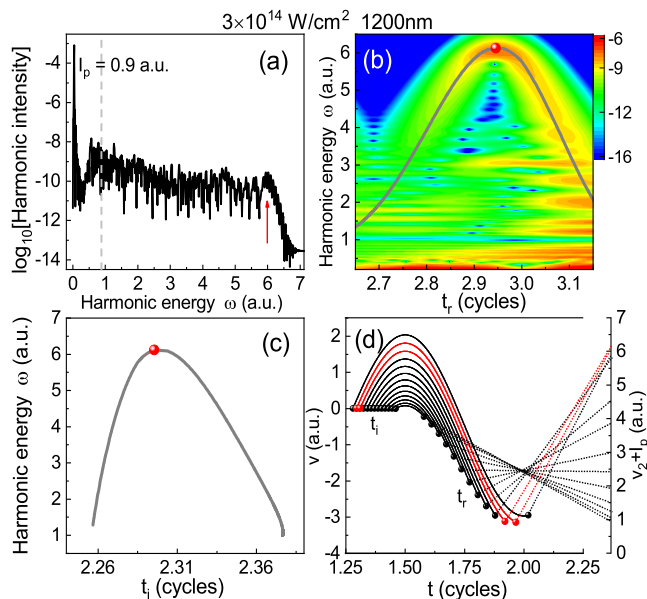 3×10¹⁴ W/cm² 1200nm
(a)
I_p = 0.9 a.u.
log₁₀[Harmonic intensity]
-4
-6
-8
-10
-12
-14
0 1 2 3 4 5 6 7
Harmonic energy ω (a.u.)
(b)
Harmonic energy ω (a.u.)
6
5
4
3
2
1
2.7 2.8 2.9 3.0 3.1
t_r (cycles)
-6
-9
-12
-16
(c)
Harmonic energy ω (a.u.)
7
6
5
4
3
2
1
2.26 2.29 2.33 2.36
t_i (cycles)
(d)
v (a.u.)
2
1
0
-1
-2
-3
-4
t_i
t_r
1.25 1.50 1.75 2.00 2.25
t (cycles)
7
6
5
4
3
2
1
0
v₂+I_p (a.u.)